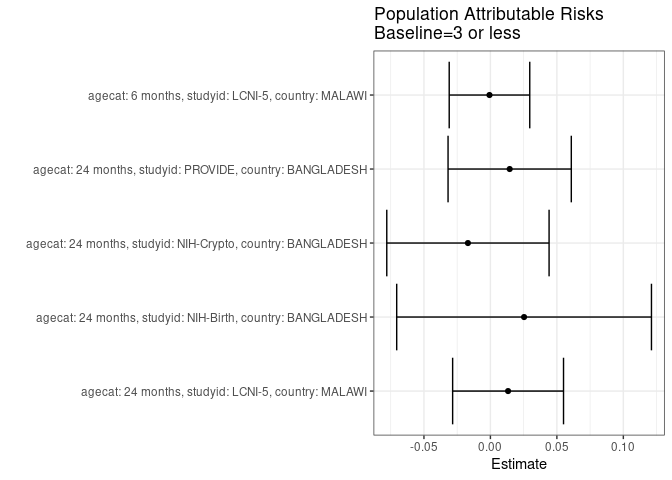 Population Attributable Risks
Baseline=3 or less
agecat: 6 months, studyid: LCNI-5, country: MALAWI
agecat: 24 months, studyid: PROVIDE, country: BANGLADESH
agecat: 24 months, studyid: NIH-Crypto, country: BANGLADESH
agecat: 24 months, studyid: NIH-Birth, country: BANGLADESH
agecat: 24 months, studyid: LCNI-5, country: MALAWI
-0.05 0.00 0.05 0.10
Estimate